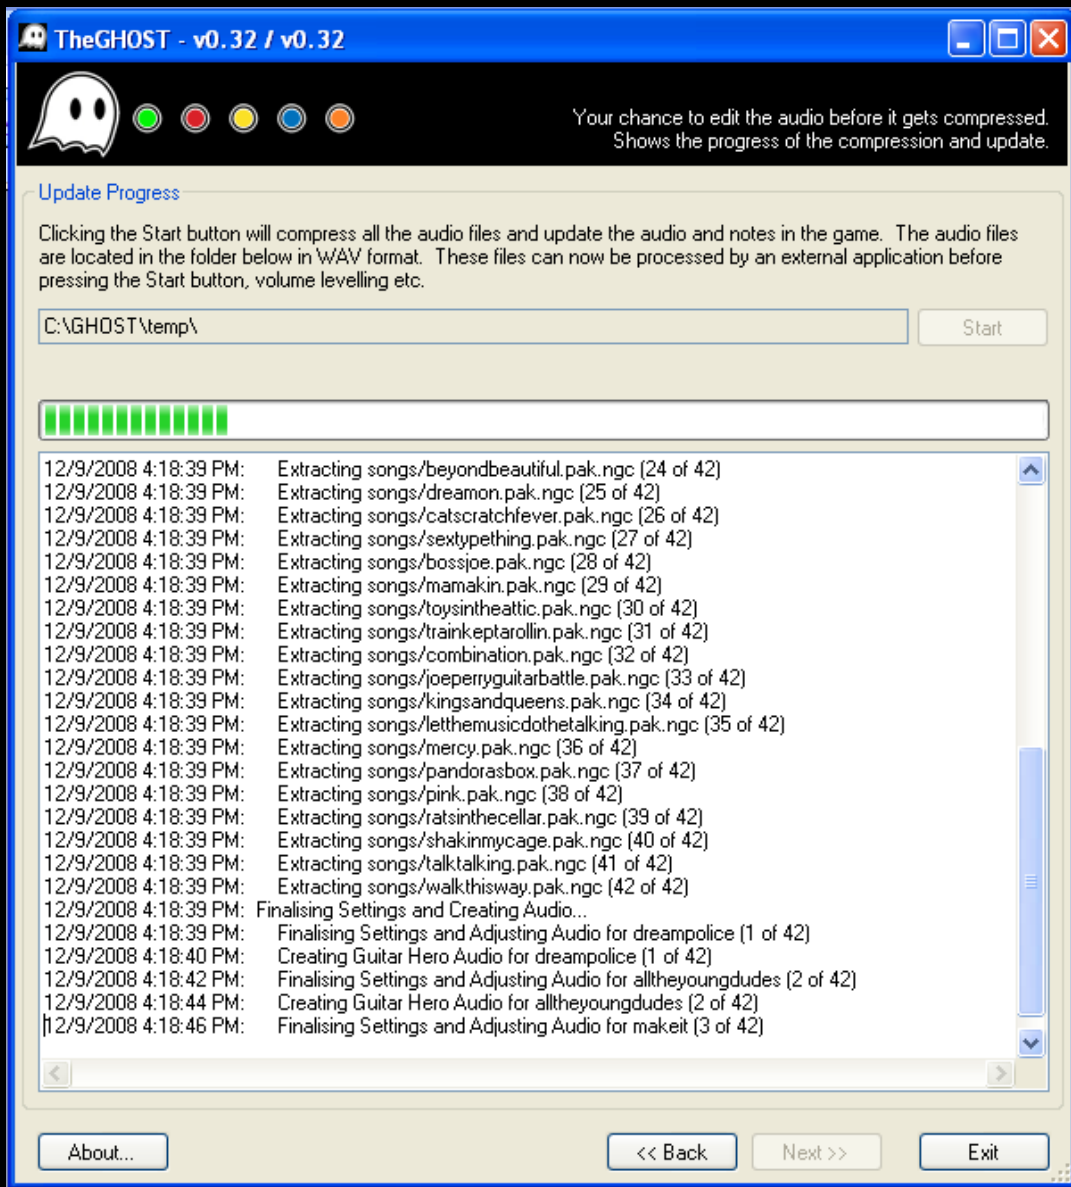 TheGHOST - v0.32 / v0.32
Your chance to edit the audio before it gets compressed.
Shows the progress of the compression and update.
Update Progress
Clicking the Start button will compress all the audio files and update the audio and notes in the game.  The audio files
are located in the folder below in WAV format.  These files can now be processed by an external application before
pressing the Start button, volume levelling etc.
C:\GHOST\temp\
Start
12/9/2008 4:18:39 PM:      Extracting songs/beyondbeautiful.pak.ngc (24 of 42)
12/9/2008 4:18:39 PM:      Extracting songs/dreamon.pak.ngc (25 of 42)
12/9/2008 4:18:39 PM:      Extracting songs/catscratchfever.pak.ngc (26 of 42)
12/9/2008 4:18:39 PM:      Extracting songs/sextypething.pak.ngc (27 of 42)
12/9/2008 4:18:39 PM:      Extracting songs/bossjoe.pak.ngc (28 of 42)
12/9/2008 4:18:39 PM:      Extracting songs/mamakin.pak.ngc (29 of 42)
12/9/2008 4:18:39 PM:      Extracting songs/toysintheattic.pak.ngc (30 of 42)
12/9/2008 4:18:39 PM:      Extracting songs/trainkeptarollin.pak.ngc (31 of 42)
12/9/2008 4:18:39 PM:      Extracting songs/combination.pak.ngc (32 of 42)
12/9/2008 4:18:39 PM:      Extracting songs/joeperryguitarbattle.pak.ngc (33 of 42)
12/9/2008 4:18:39 PM:      Extracting songs/kingsandqueens.pak.ngc (34 of 42)
12/9/2008 4:18:39 PM:      Extracting songs/letthemusicdothetalking.pak.ngc (35 of 42)
12/9/2008 4:18:39 PM:      Extracting songs/mercy.pak.ngc (36 of 42)
12/9/2008 4:18:39 PM:      Extracting songs/pandorasbox.pak.ngc (37 of 42)
12/9/2008 4:18:39 PM:      Extracting songs/pink.pak.ngc (38 of 42)
12/9/2008 4:18:39 PM:      Extracting songs/ratsinthecellar.pak.ngc (39 of 42)
12/9/2008 4:18:39 PM:      Extracting songs/shakinmycage.pak.ngc (40 of 42)
12/9/2008 4:18:39 PM:      Extracting songs/talktalking.pak.ngc (41 of 42)
12/9/2008 4:18:39 PM:      Extracting songs/walkthisway.pak.ngc (42 of 42)
12/9/2008 4:18:39 PM:  Finalising Settings and Creating Audio...
12/9/2008 4:18:39 PM:      Finalising Settings and Adjusting Audio for dreampolice (1 of 42)
12/9/2008 4:18:40 PM:      Creating Guitar Hero Audio for dreampolice (1 of 42)
12/9/2008 4:18:42 PM:      Finalising Settings and Adjusting Audio for alltheyoungdudes (2 of 42)
12/9/2008 4:18:44 PM:      Creating Guitar Hero Audio for alltheyoungdudes (2 of 42)
12/9/2008 4:18:46 PM:      Finalising Settings and Adjusting Audio for makeit (3 of 42)
About...
<< Back
Next >>
Exit